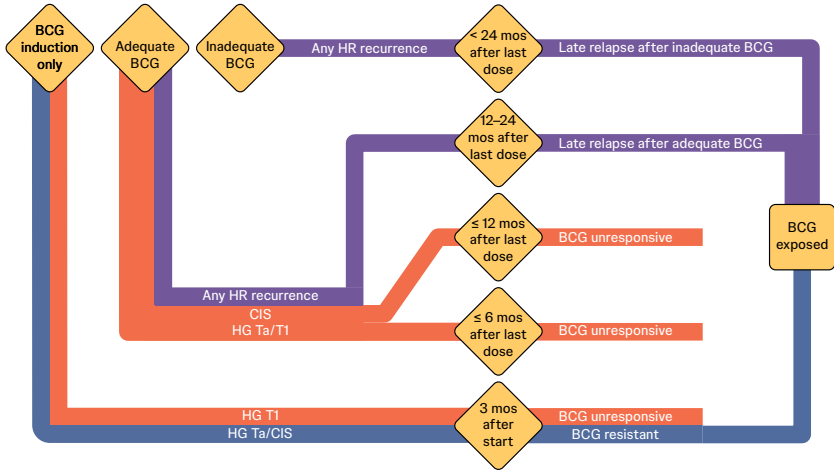 BCG
induction
only
Adequate
BCG
Inadequate
BCG
Any HR recurrence
< 24 mos
after last
dose
Late relapse after inadequate BCG
12–24
mos after
last dose
Late relapse after adequate BCG
≤ 12 mos
after last
dose
BCG unresponsive
BCG
exposed
Any HR recurrence
CIS
HG Ta/T1
≤ 6 mos
after last
dose
BCG unresponsive
HG T1
HG Ta/CIS
3 mos
after
start
BCG unresponsive
BCG resistant